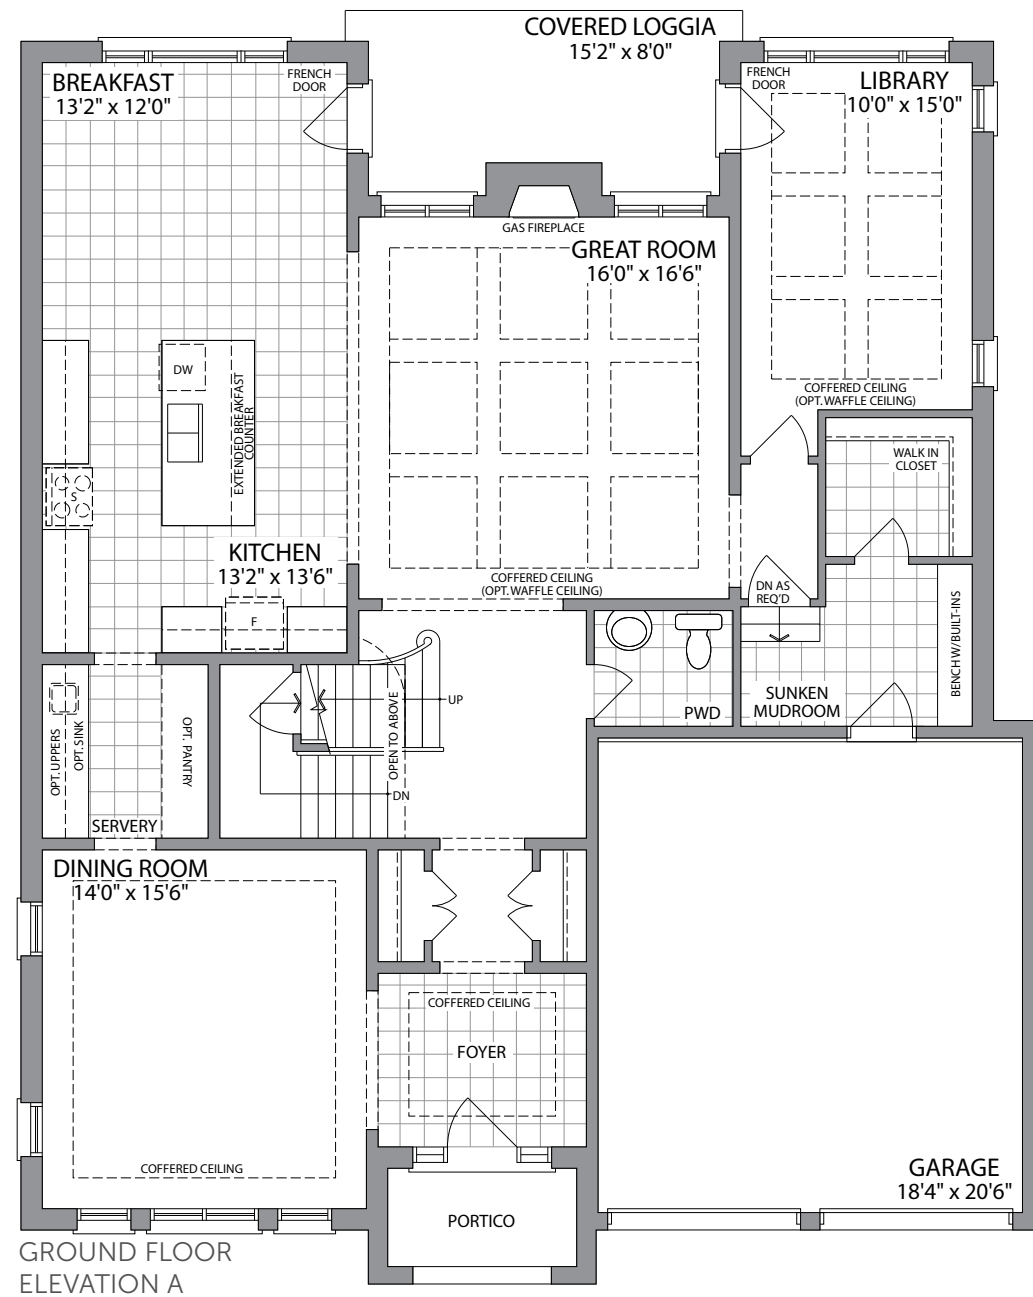 COVERED LOGGIA
15'2" x 8'0"
BREAKFAST
13'2" x 12'0"
FRENCH
DOOR
FRENCH
DOOR
LIBRARY
10'0" x 15'0"
GAS FIREPLACE
GREAT ROOM
16'0" x 16'6"
DW
EXTENDED BREAKFAST
COUNTER
S
COFFERED CEILING
(OPT. WAFFLE CEILING)
WALK IN
CLOSET
KITCHEN
13'2" x 13'6"
F
COFFERED CEILING
(OPT. WAFFLE CEILING)
DN AS
REQ'D
BENCH W/BUILT-INS
SUNKEN
MUDROOM
PWD
UP
OPEN TO ABOVE
DN
OPT. UPPERS
OPT. SINK
OPT. PANTRY
SERVERY
DINING ROOM
14'0" x 15'6"
COFFERED CEILING
COFFERED CEILING
FOYER
PORTICO
GARAGE
18'4" x 20'6"
GROUND FLOOR
ELEVATION A